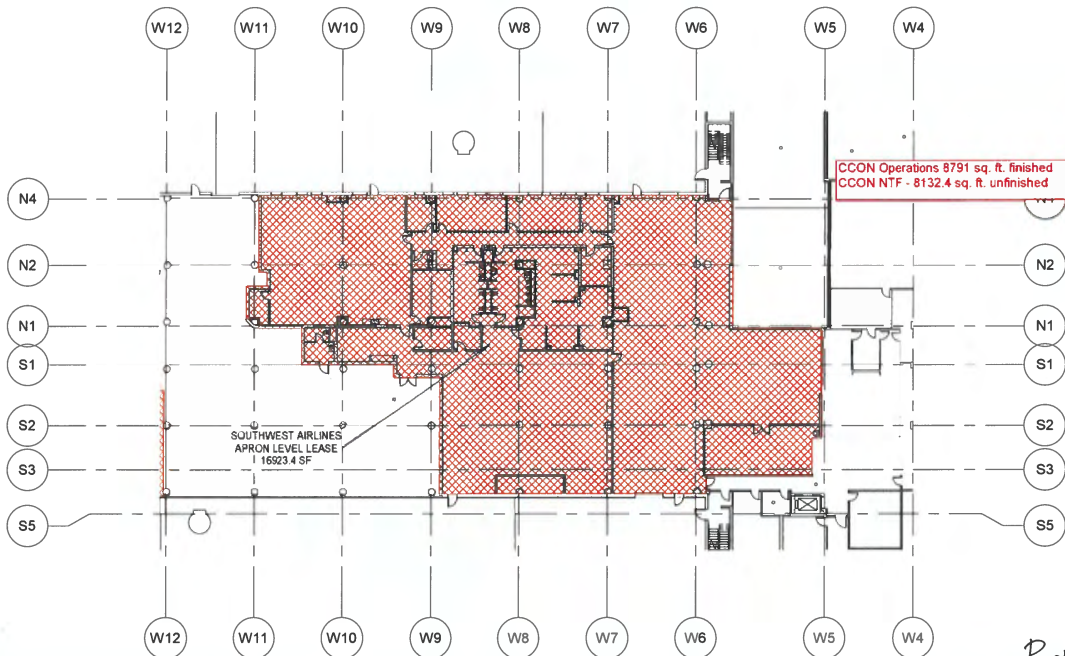 W12 W11 W10 W9 W8 W7 W6 W5 W4
CCON Operations 8791 sq. ft. finished
CCON NTF - 8132.4 sq. ft. unfinished
N4
N2 N2
N1 N1
S1 S1
SOUTHWEST AIRLINES
APRON LEVEL LEASE
16923.4 SF
S2 S2
S3 S3
S5 S5
W12 W11 W10 W9 W8 W7 W6 W5 W4